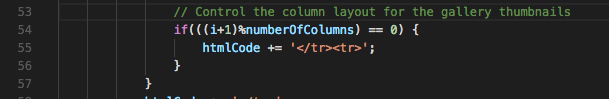 53 // Control the column layout for the gallery thumbnails
54 if(((i+1)%numberOfColumns) == 0) {
55 htmlCode += '</tr><tr>';
56 }
57 }